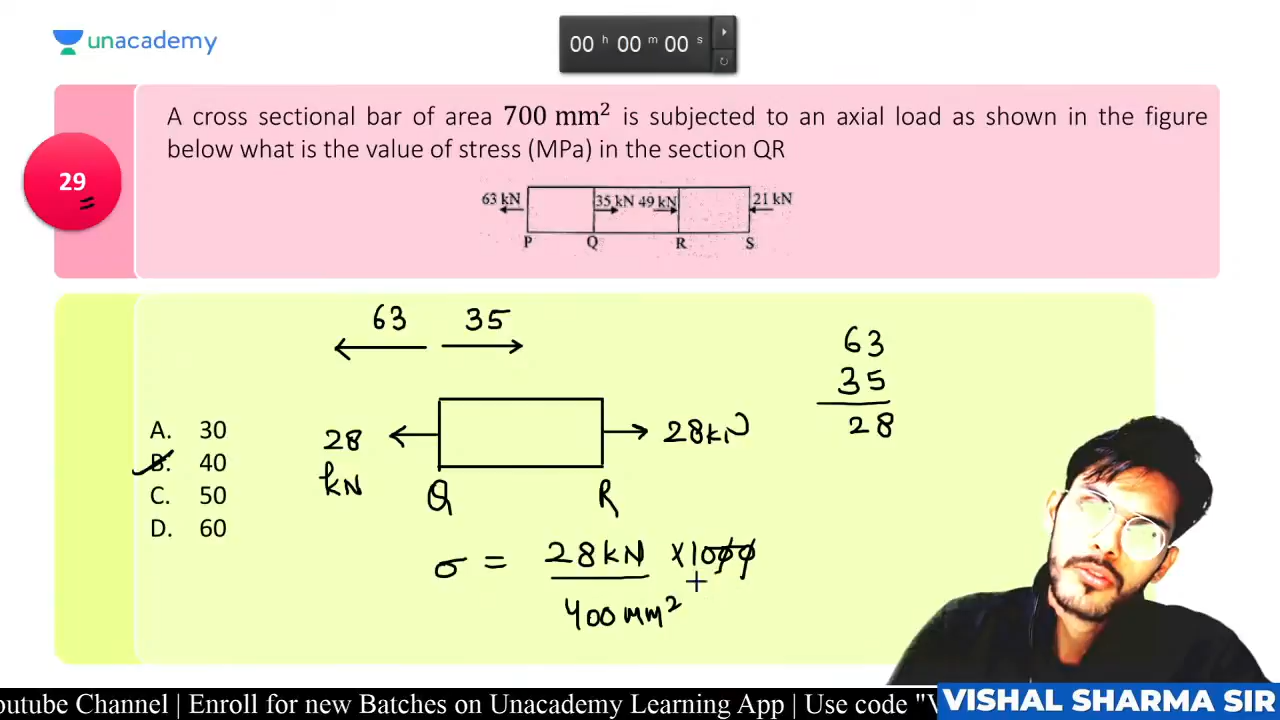 unacademy
00 h 00 m 00 s
29
A cross sectional bar of area 700 mm² is subjected to an axial load as shown in the figure
below what is the value of stress (MPa) in the section QR
63 kN 35 kN 49 kN 21 kN
P Q R S
63 35
63
35
28
A. 30
B. 40
C. 50
D. 60
28 kN
28kN
Q R
σ = 28kN ×1000
400 mm²
outube Channel | Enroll for new Batches on Unacademy Learning App | Use code "V
VISHAL SHARMA SIR